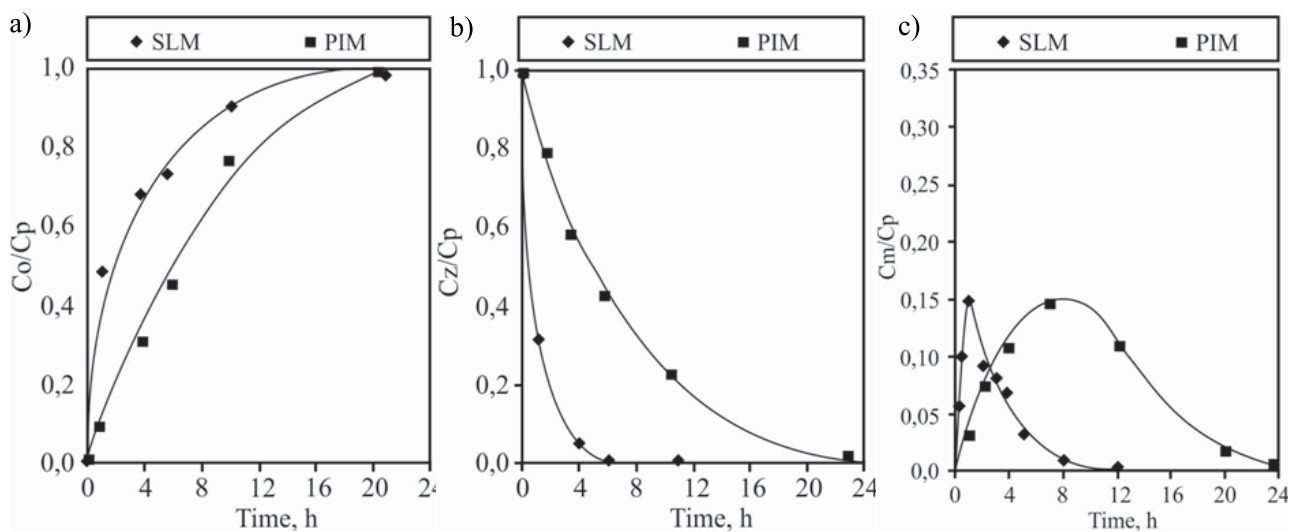 a)
SLM PIM
1,0
0,8
0,6
0,4
0,2
0,0
Co/Cp
0 4 8 12 16 20 24
Time, h
b)
SLM PIM
1,0
0,8
0,6
0,4
0,2
0,0
Cz/Cp
0 4 8 12 16 20 24
Time, h
c)
SLM PIM
0,35
0,30
0,25
0,20
0,15
0,10
0,05
0,0
Cm/Cp
0 4 8 12 16 20 24
Time, h